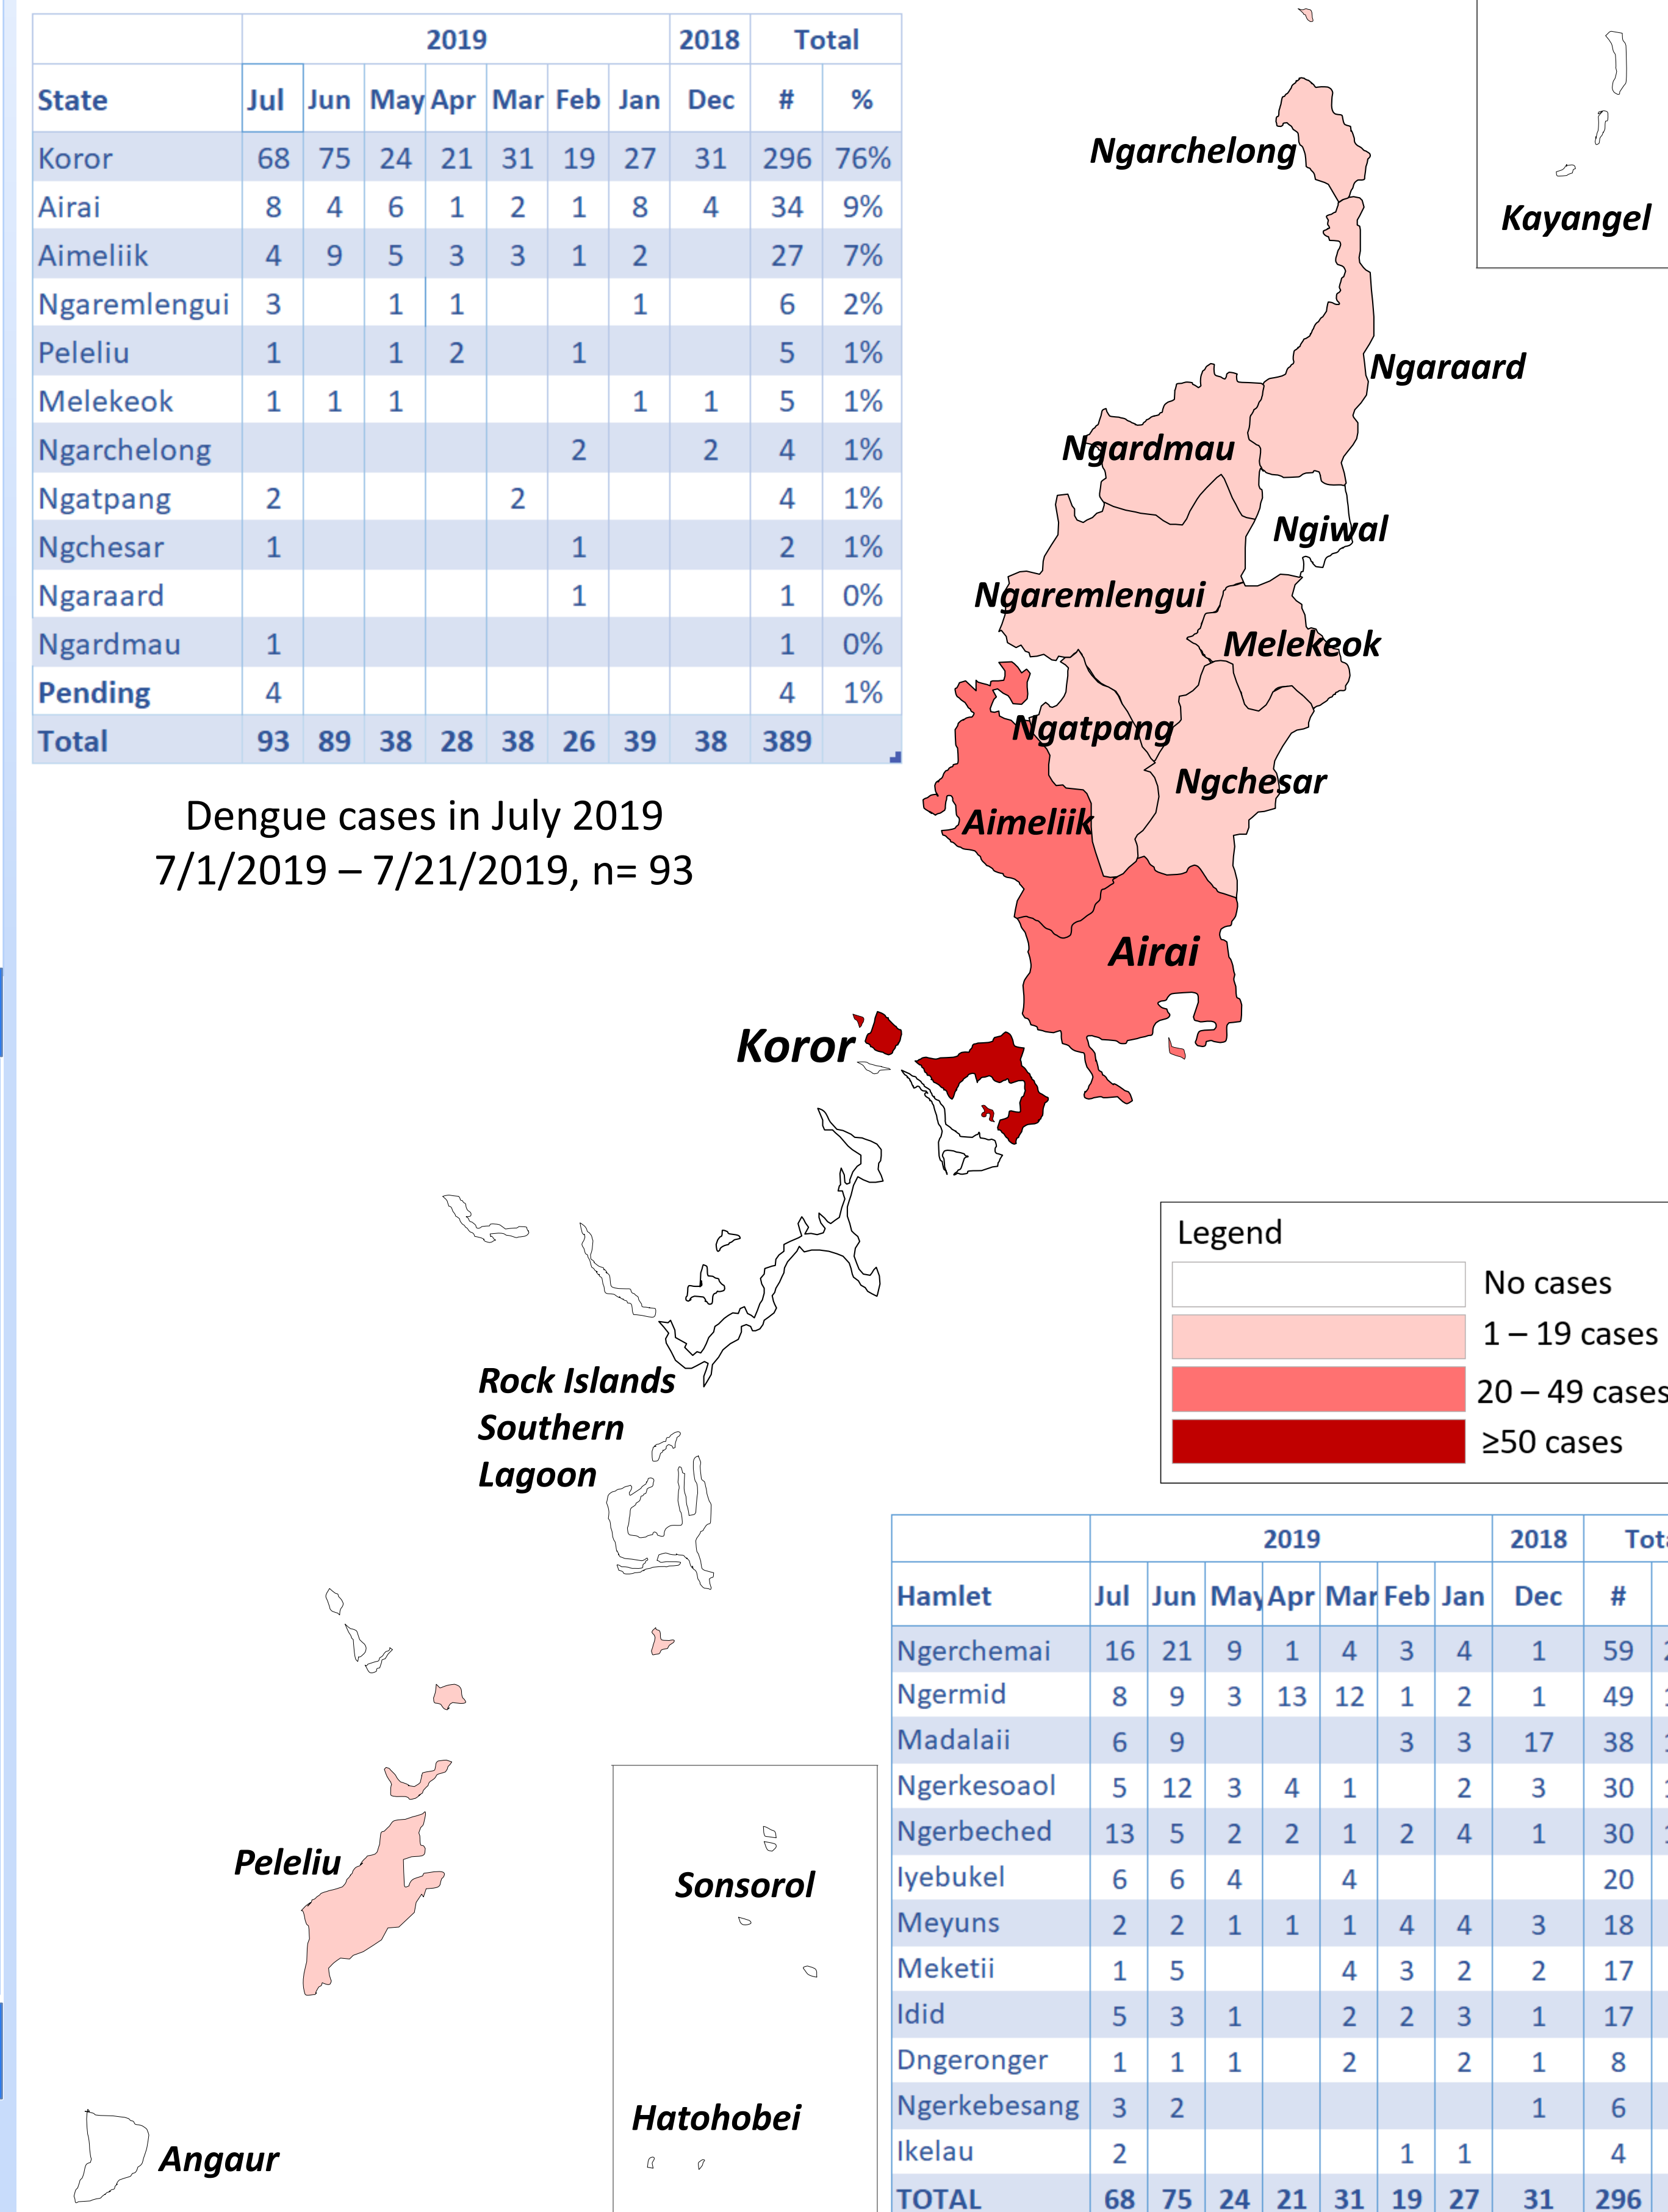 2019 2018 Total
State Jul Jun May Apr Mar Feb Jan Dec # %
Koror 68 75 24 21 31 19 27 31 296 76%
Airai 8 4 6 1 2 1 8 4 34 9%
Aimeliik 4 9 5 3 3 1 2 27 7%
Ngaremlengui 3 1 1 1 6 2%
Peleliu 1 1 2 1 5 1%
Melekeok 1 1 1 1 1 5 1%
Ngarchelong 2 2 4 1%
Ngatpang 2 2 4 1%
Ngchesar 1 1 2 1%
Ngaraard 1 1 0%
Ngardmau 1 1 0%
Pending 4 4 1%
Total 93 89 38 28 38 26 39 38 389
Dengue cases in July 2019
7/1/2019 – 7/21/2019, n= 93
Ngarchelong
Kayangel
Ngaraard
Ngardmau
Ngiwal
Ngaremlengui
Melekeok
Ngatpang
Ngchesar
Aimeliik
Airai
Koror
Rock Islands
Southern
Lagoon
Legend
No cases
1 – 19 cases
20 – 49 cases
≥50 cases
Peleliu
Sonsorol
Hatohobei
Angaur
2019 2018
Hamlet Jul Jun May Apr Mar Feb Jan Dec #
Ngerchemai 16 21 9 1 4 3 4 1 59
Ngermid 8 9 3 13 12 1 2 1 49
Madalaii 6 9 3 3 17 38
Ngerkesoaol 5 12 3 4 1 2 3 30
Ngerbeched 13 5 2 2 1 2 4 1 30
Iyebukel 6 6 4 4 20
Meyuns 2 2 1 1 1 4 4 3 18
Meketii 1 5 4 3 2 2 17
Idid 5 3 1 2 2 3 1 17
Dngeronger 1 1 1 2 2 1 8
Ngerkebesang 3 2 1 6
Ikelau 2 1 1 4
TOTAL 68 75 24 21 31 19 27 31 296